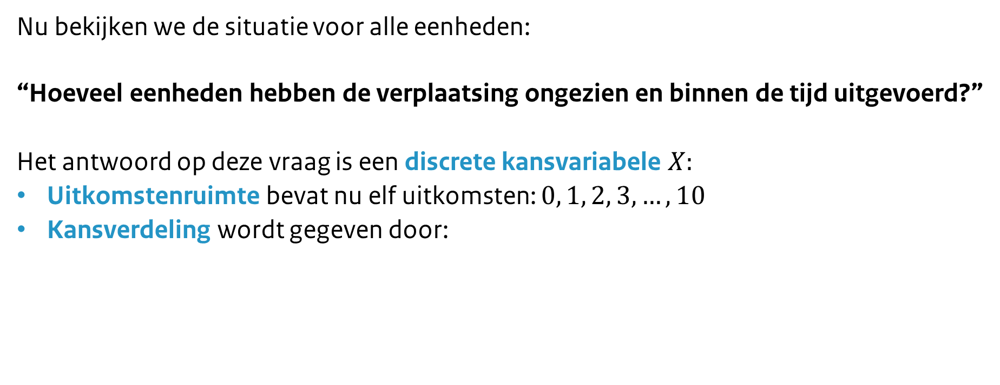 Nu bekijken we de situatie voor alle eenheden:
“Hoeveel eenheden hebben de verplaatsing ongezien en binnen de tijd uitgevoerd?”
Het antwoord op deze vraag is een discrete kansvariabele X:
• Uitkomstenruimte bevat nu elf uitkomsten: 0, 1, 2, 3, … , 10
• Kansverdeling wordt gegeven door: